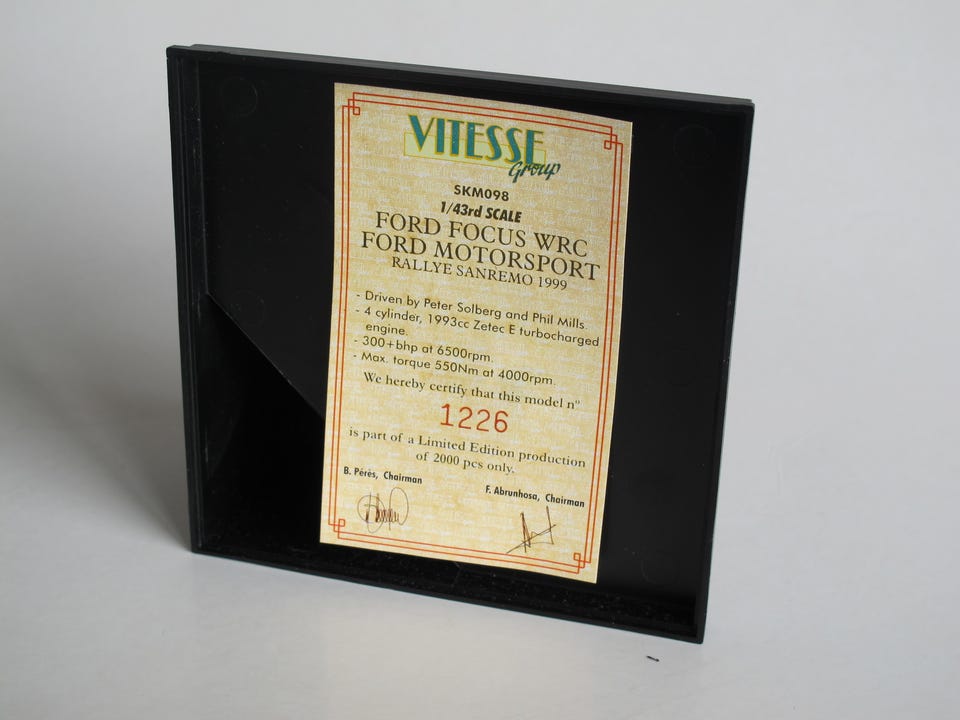 VITESSE
Group
SKM098
1/43rd SCALE
FORD FOCUS WRC
FORD MOTORSPORT
RALLYE SANREMO 1999
- Driven by Peter Solberg and Phil Mills.
- 4 cylinder, 1993cc Zetec E turbocharged
engine.
- 300+bhp at 6500rpm.
- Max. torque 550Nm at 4000rpm.
We hereby certify that this model nº
1226
is part of a Limited Edition production
of 2000 pcs only.
B. Pérès, Chairman
F. Abrunhosa, Chairman